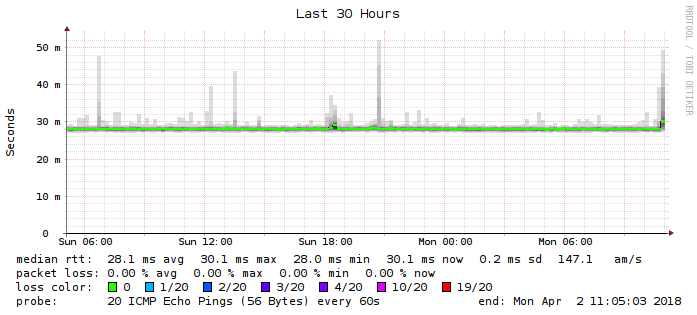 Last 30 Hours
RRDTOOL / TOBI OETIKER
Seconds
50 m
40 m
30 m
20 m
10 m
0
Sun 06:00 Sun 12:00 Sun 18:00 Mon 00:00 Mon 06:00
median rtt: 28.1 ms avg 30.1 ms max 28.0 ms min 30.1 ms now 0.2 ms sd 147.1 am/s
packet loss: 0.00 % avg 0.00 % max 0.00 % min 0.00 % now
loss color: 0 1/20 2/20 3/20 4/20 10/20 19/20
probe: 20 ICMP Echo Pings (56 Bytes) every 60s end: Mon Apr 2 11:05:03 2018